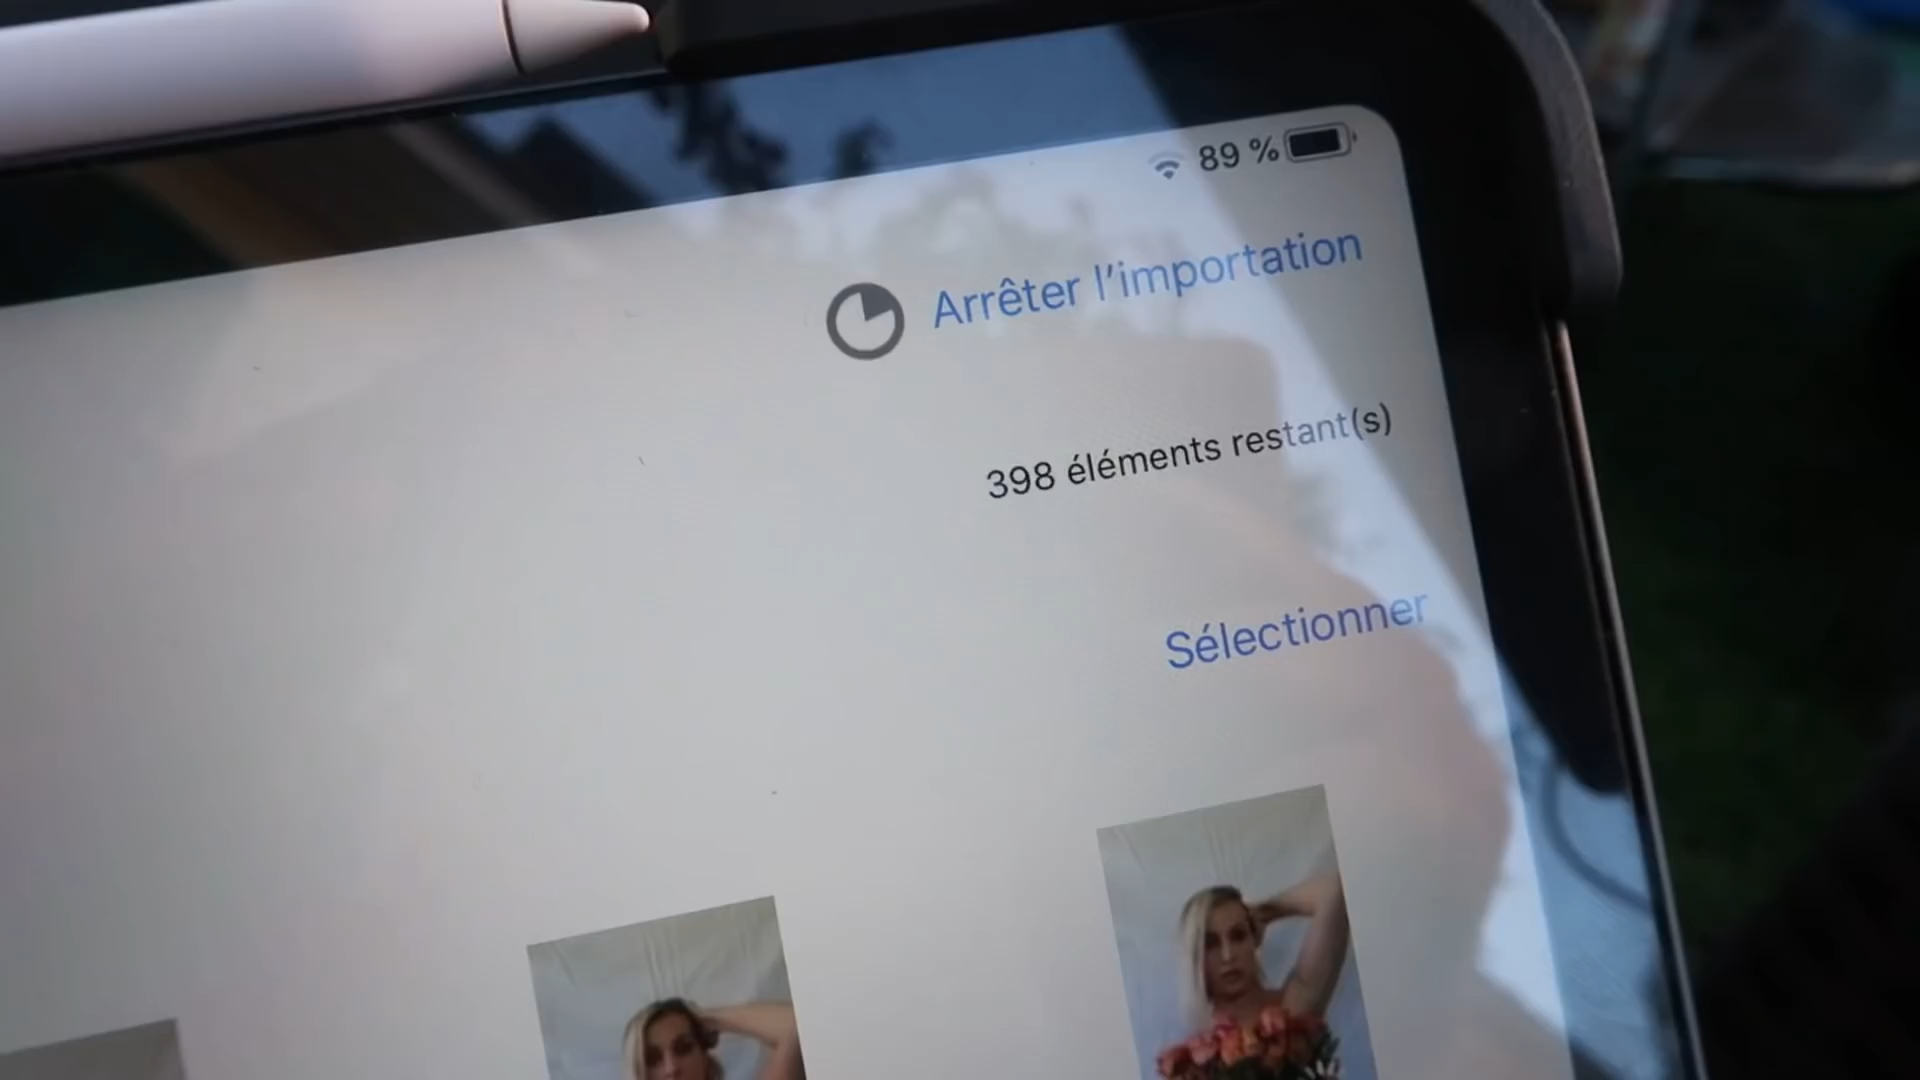 89 %
Arrêter l’importation
398 éléments restant(s)
Sélectionner